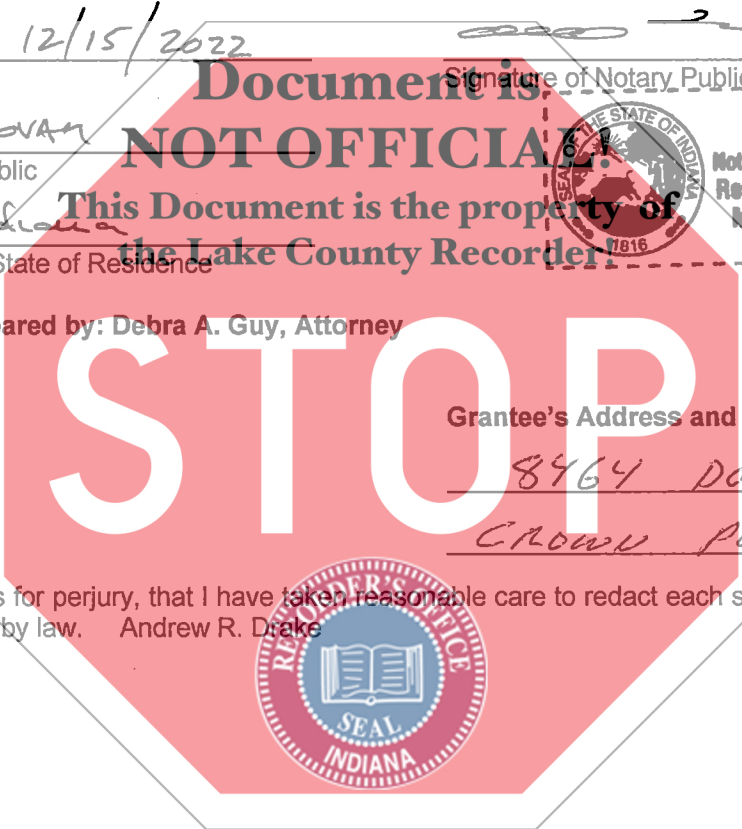 12/15/2022
Signature of Notary Public
Document is
NOT OFFICIAL!
This Document is the property of
the Lake County Recorder!
State of Residence
SEAL OF THE STATE OF INDIANA
1816
ared by: Debra A. Guy, Attorney
STOP
Grantee's Address and
8464
CROWN
s for perjury, that I have taken reasonable care to redact each s
by law. Andrew R. Drake
RECORDER'S OFFICE
SEAL
INDIANA